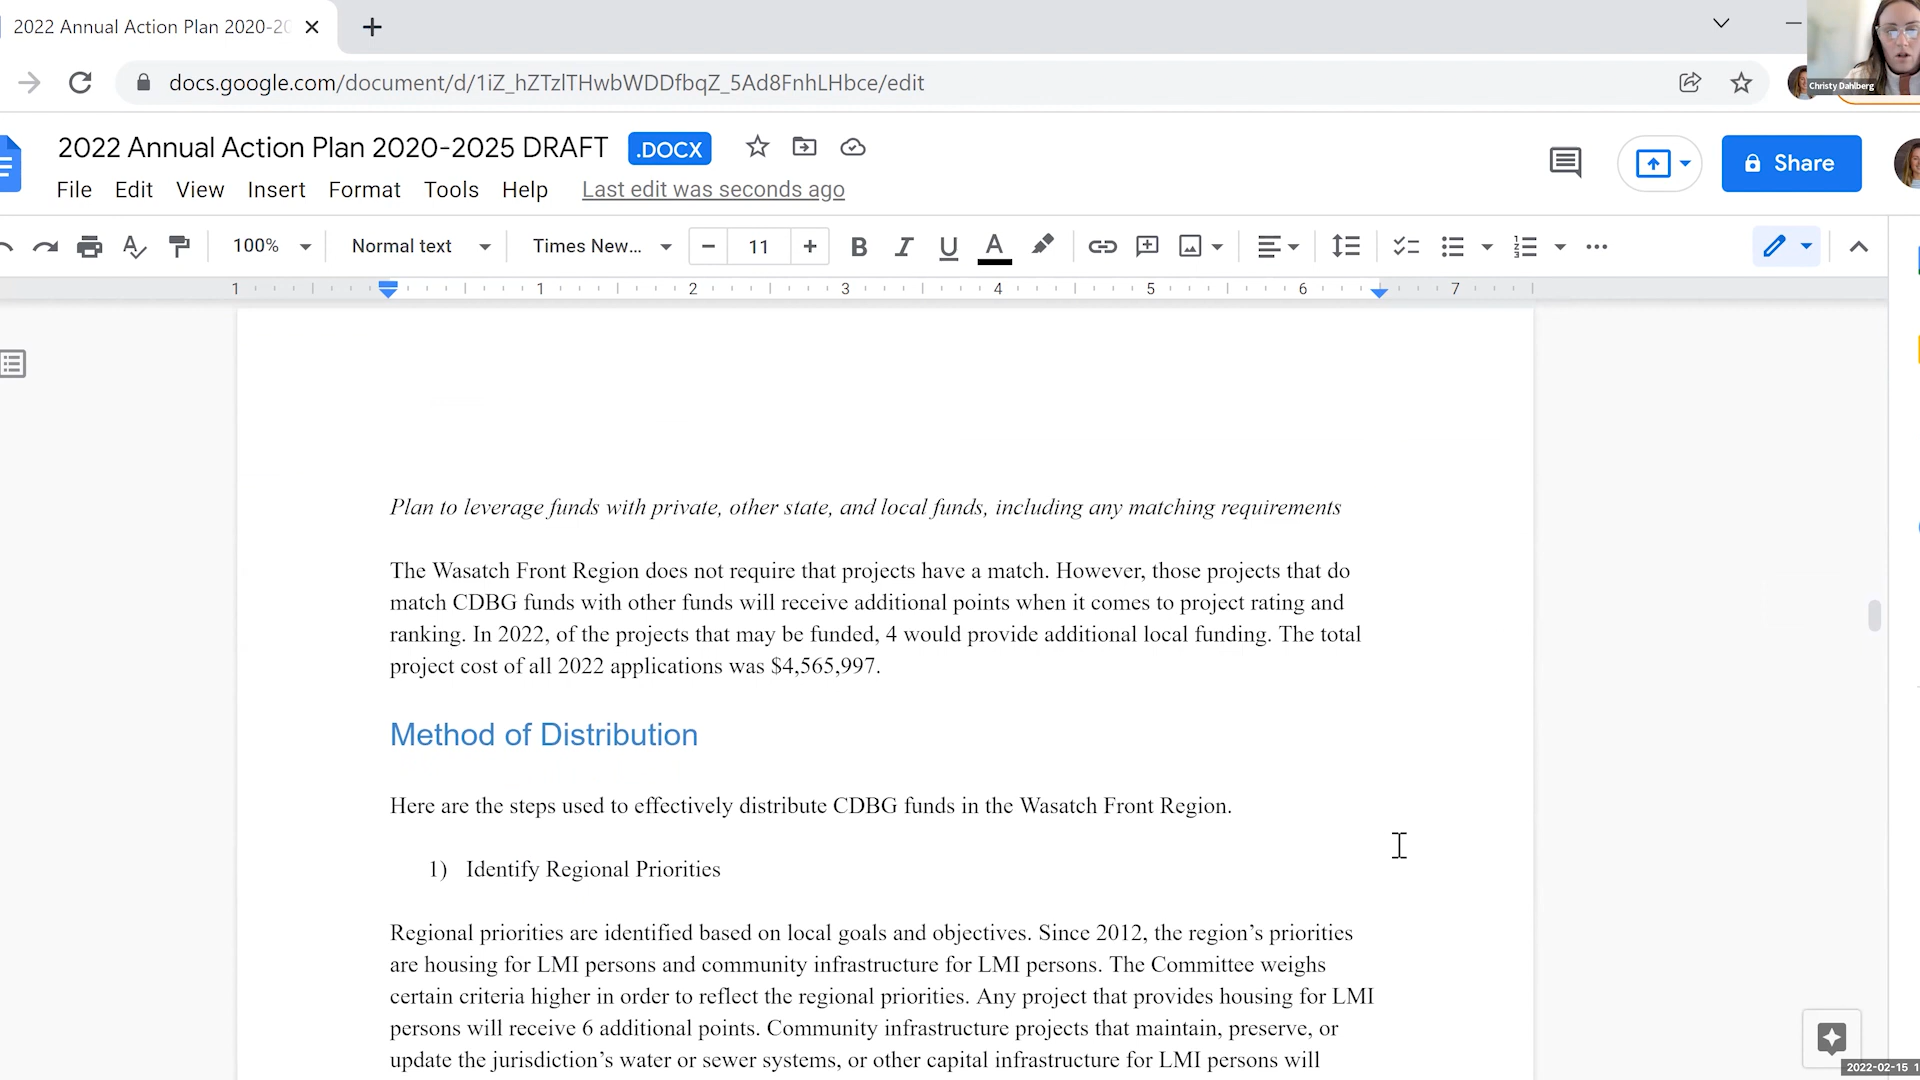 2022 Annual Action Plan 2020-20
docs.google.com/document/d/1iZ_hZTzlTHwbWDDfbqZ_5Ad8FnhLHbce/edit
Christy Dahlberg
2022 Annual Action Plan 2020-2025 DRAFT .DOCX
Share
File Edit View Insert Format Tools Help Last edit was seconds ago
100% Normal text Times New... 11 B I U A
1 1 2 3 4 5 6 7
Plan to leverage funds with private, other state, and local funds, including any matching requirements
The Wasatch Front Region does not require that projects have a match. However, those projects that do
match CDBG funds with other funds will receive additional points when it comes to project rating and
ranking. In 2022, of the projects that may be funded, 4 would provide additional local funding. The total
project cost of all 2022 applications was $4,565,997.
Method of Distribution
Here are the steps used to effectively distribute CDBG funds in the Wasatch Front Region.
1) Identify Regional Priorities
Regional priorities are identified based on local goals and objectives. Since 2012, the region’s priorities
are housing for LMI persons and community infrastructure for LMI persons. The Committee weighs
certain criteria higher in order to reflect the regional priorities. Any project that provides housing for LMI
persons will receive 6 additional points. Community infrastructure projects that maintain, preserve, or
update the jurisdiction’s water or sewer systems, or other capital infrastructure for LMI persons will
2022-02-15